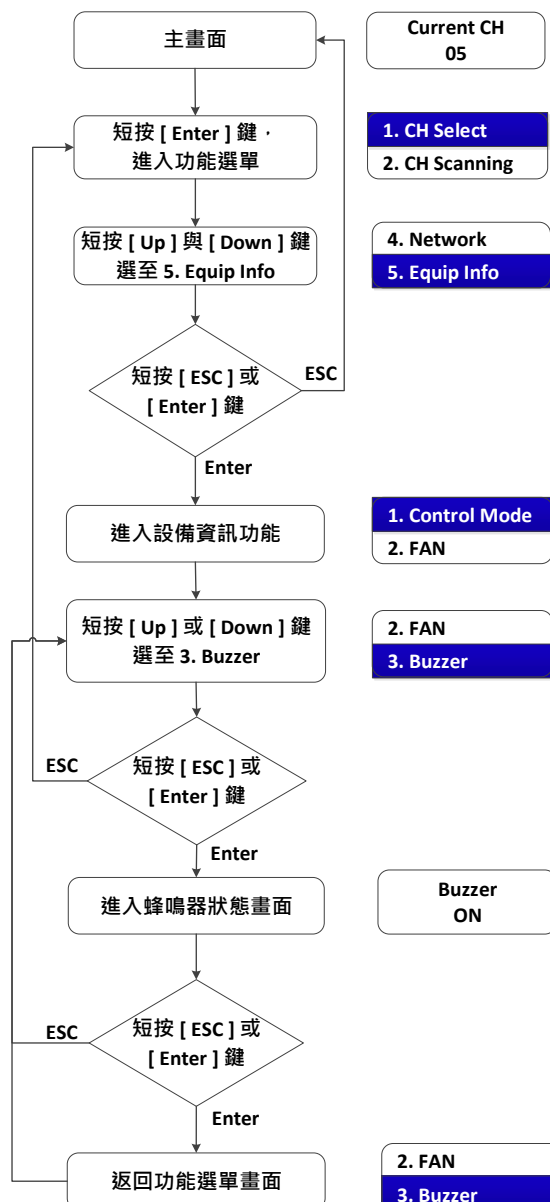 主畫面
Current CH
05
短按 [ Enter ] 鍵，
進入功能選單
1. CH Select
2. CH Scanning
短按 [ Up ] 與 [ Down ] 鍵
選至 5. Equip Info
4. Network
5. Equip Info
短按 [ ESC ] 或
[ Enter ] 鍵
ESC
Enter
進入設備資訊功能
1. Control Mode
2. FAN
短按 [ Up ] 或 [ Down ] 鍵
選至 3. Buzzer
2. FAN
3. Buzzer
ESC
短按 [ ESC ] 或
[ Enter ] 鍵
Enter
進入蜂鳴器狀態畫面
Buzzer
ON
ESC
短按 [ ESC ] 或
[ Enter ] 鍵
Enter
返回功能選單畫面
2. FAN
3. Buzzer